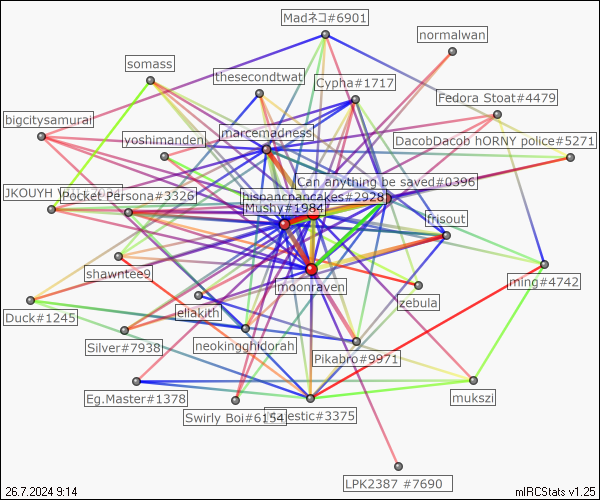 Madネコ#6901
normalwan
somass
thesecondtwat
Cypha#1717
Fedora Stoat#4479
bigcitysamurai
marcemadness
yoshimanden
DacobDacob hORNY police#5271
Can anything be saved#0396
JKOUYH
Pocket Persona#3326
hispancpancakes#2928
Mushy#1984
frisout
shawntee9
moonraven
ming#4742
ellakith
zebula
Duck#1245
Silver#7938
neokingghidorah
Pikabro#9971
Eg.Master#1378
mukszi
Swirly Boi#6154
estic#3375
LPK2387 #7690
26.7.2024 9:14
mIRCStats v1.25